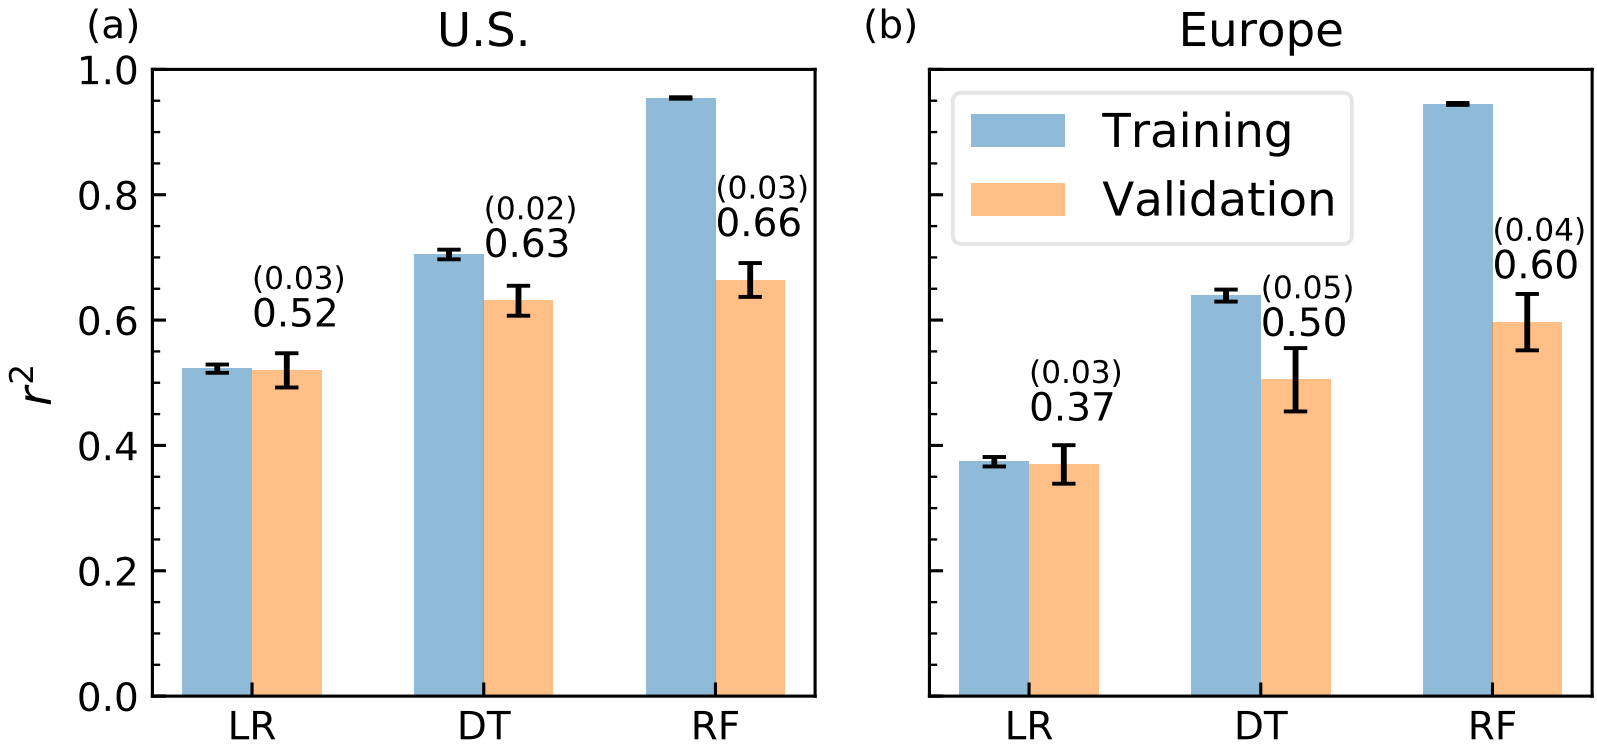 (a)
U.S.
1.0
0.8
0.6
0.4
0.2
0.0
r²
(0.03)
0.52
(0.02)
0.63
(0.03)
0.66
LR
DT
RF
(b)
Europe
Training
Validation
(0.03)
0.37
(0.05)
0.50
(0.04)
0.60
LR
DT
RF